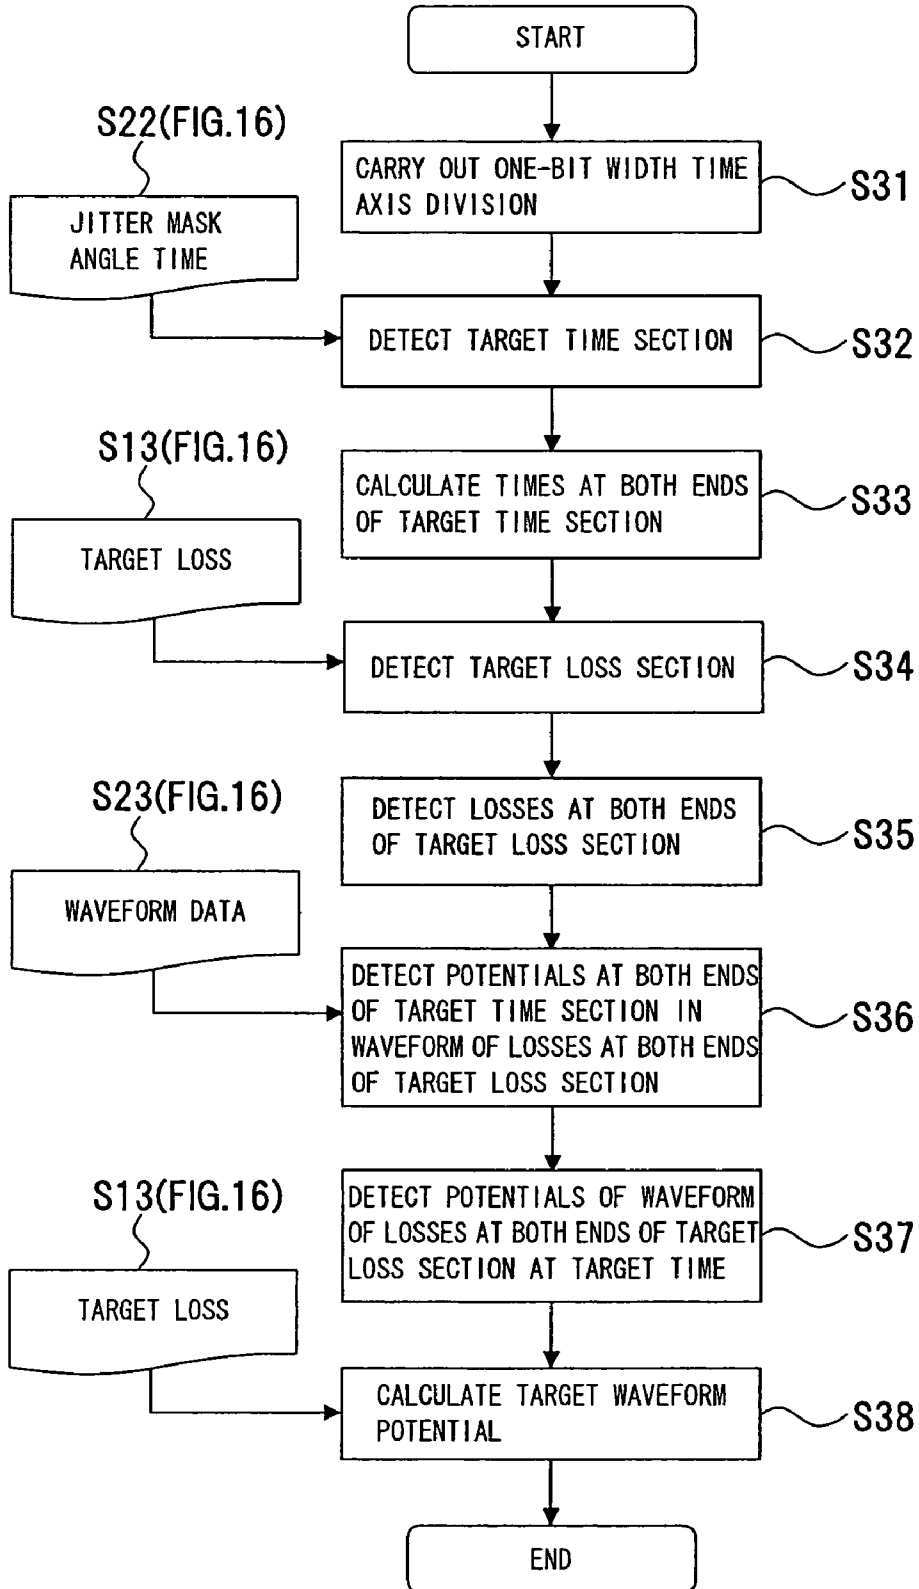 START
S22(FIG.16)
CARRY OUT ONE-BIT WIDTH TIME
AXIS DIVISION
S31
JITTER MASK
ANGLE TIME
DETECT TARGET TIME SECTION
S32
S13(FIG.16)
CALCULATE TIMES AT BOTH ENDS
OF TARGET TIME SECTION
S33
TARGET LOSS
DETECT TARGET LOSS SECTION
S34
S23(FIG.16)
DETECT LOSSES AT BOTH ENDS
OF TARGET LOSS SECTION
S35
WAVEFORM DATA
DETECT POTENTIALS AT BOTH ENDS
OF TARGET TIME SECTION IN
WAVEFORM OF LOSSES AT BOTH ENDS
OF TARGET LOSS SECTION
S36
S13(FIG.16)
DETECT POTENTIALS OF WAVEFORM
OF LOSSES AT BOTH ENDS OF TARGET
LOSS SECTION AT TARGET TIME
S37
TARGET LOSS
CALCULATE TARGET WAVEFORM
POTENTIAL
S38
END